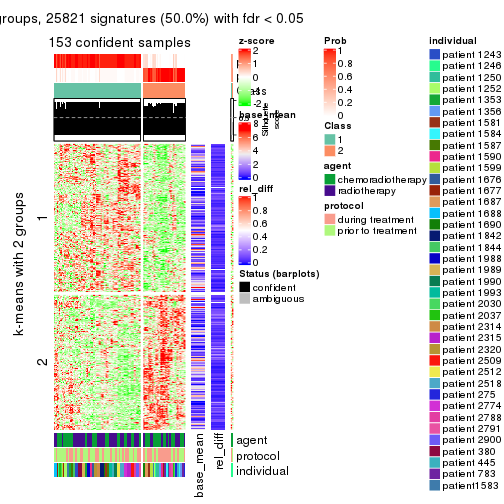 groups, 25821 signatures (50.0%) with fdr < 0.05
153 confident samples
k-means with 2 groups
1
2
base_mean
rel_diff
agent
protocol
individual
Silhouette
score
z-score
2
1
0
-1
-2
base_mean
8
6
4
2
0
rel_diff
1
0.8
0.6
0.4
0.2
0
Status (barplots)
confident
ambiguous
Prob
1
0.8
0.6
0.4
0.2
0
Class
1
2
agent
chemoradiotherapy
radiotherapy
protocol
during treatment
prior to treatment
individual
patient 1243
patient 1246
patient 1250
patient 1252
patient 1353
patient 1356
patient 1581
patient 1584
patient 1587
patient 1590
patient 1599
patient 1676
patient 1677
patient 1687
patient 1688
patient 1690
patient 1842
patient 1844
patient 1988
patient 1989
patient 1990
patient 1993
patient 2030
patient 2037
patient 2314
patient 2315
patient 2320
patient 2509
patient 2512
patient 2518
patient 275
patient 2774
patient 2788
patient 2791
patient 2900
patient 380
patient 445
patient 783
patient1583